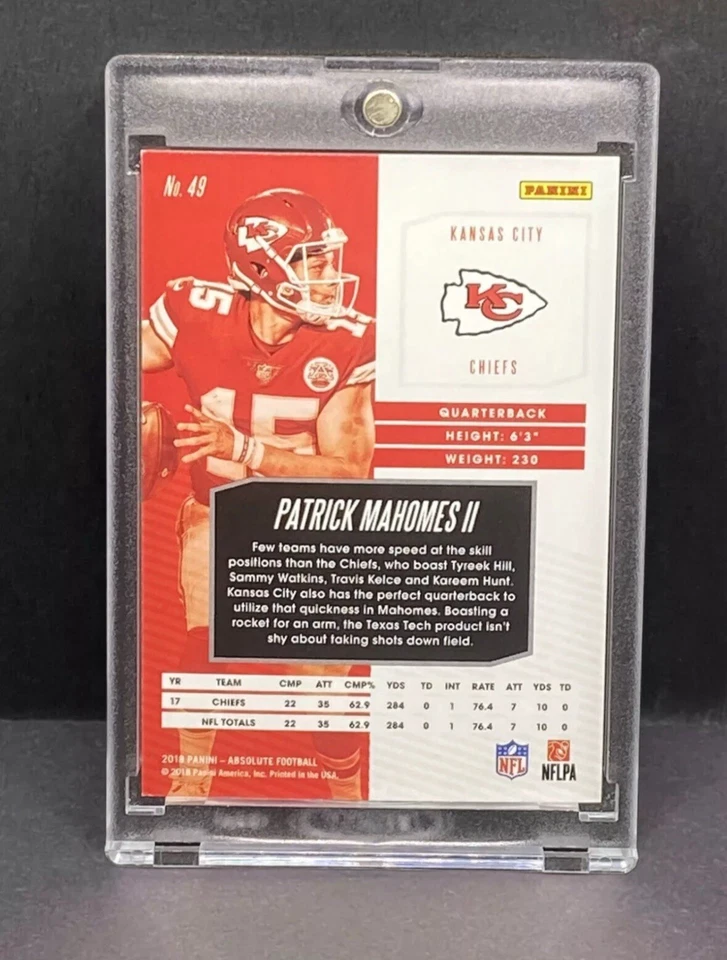 No. 49
PANINI
KANSAS CITY
KC
CHIEFS
KC
15
15
QUARTERBACK
HEIGHT: 6'3"
WEIGHT: 230
PATRICK MAHOMES II
Few teams have more speed at the skill
positions than the Chiefs, who boast Tyreek Hill,
Sammy Watkins, Travis Kelce and Kareem Hunt.
Kansas City also has the perfect quarterback to
utilize that quickness in Mahomes. Boasting a
rocket for an arm, the Texas Tech product isn't
shy about taking shots down field.
YR TEAM CMP ATT CMP% YDS TD INT RATE ATT YDS TD
17 CHIEFS 22 35 62.9 284 0 1 76.4 7 10 0
NFL TOTALS 22 35 62.9 284 0 1 76.4 7 10 0
2018 PANINI – ABSOLUTE FOOTBALL
© 2018 Panini America, Inc. Printed in the USA.
NFL
NFLPA